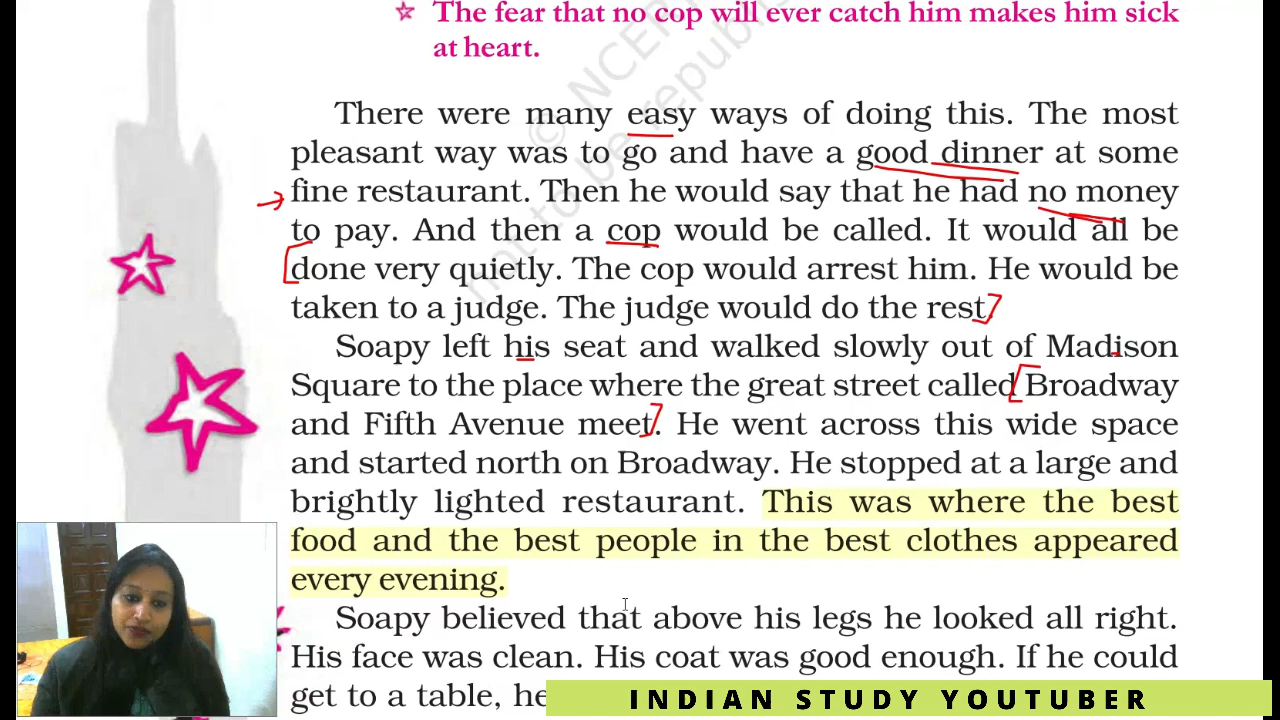 The fear that no cop will ever catch him makes him sick
at heart.
© NCERT
not to be republis
There were many easy ways of doing this. The most
pleasant way was to go and have a good dinner at some
fine restaurant. Then he would say that he had no money
to pay. And then a cop would be called. It would all be
done very quietly. The cop would arrest him. He would be
taken to a judge. The judge would do the rest.
Soapy left his seat and walked slowly out of Madison
Square to the place where the great street called Broadway
and Fifth Avenue meet. He went across this wide space
and started north on Broadway. He stopped at a large and
brightly lighted restaurant. This was where the best
food and the best people in the best clothes appeared
every evening.
Soapy believed that above his legs he looked all right.
His face was clean. His coat was good enough. If he could
get to a table, he
INDIAN STUDY YOUTUBER